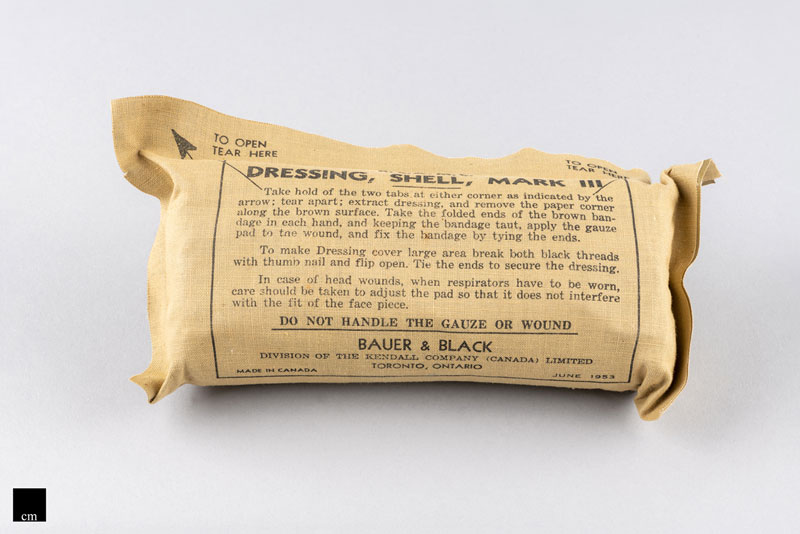 TO OPEN
TEAR HERE
TO OPEN
TEAR HERE
DRESSING, SHELL, MARK III
Take hold of the two tabs at either corner as indicated by the
arrow; tear apart; extract dressing, and remove the paper corner
along the brown surface. Take the folded ends of the brown ban-
dage in each hand, and keeping the bandage taut, apply the gauze
pad to the wound, and fix the bandage by tying the ends.
To make Dressing cover large area break both black threads
with thumb nail and flip open. Tie the ends to secure the dressing.
In case of head wounds, when respirators have to be worn,
care should be taken to adjust the pad so that it does not interfere
with the fit of the face piece.
DO NOT HANDLE THE GAUZE OR WOUND
BAUER & BLACK
DIVISION OF THE KENDALL COMPANY (CANADA) LIMITED
TORONTO, ONTARIO
MADE IN CANADA
JUNE 1953
cm